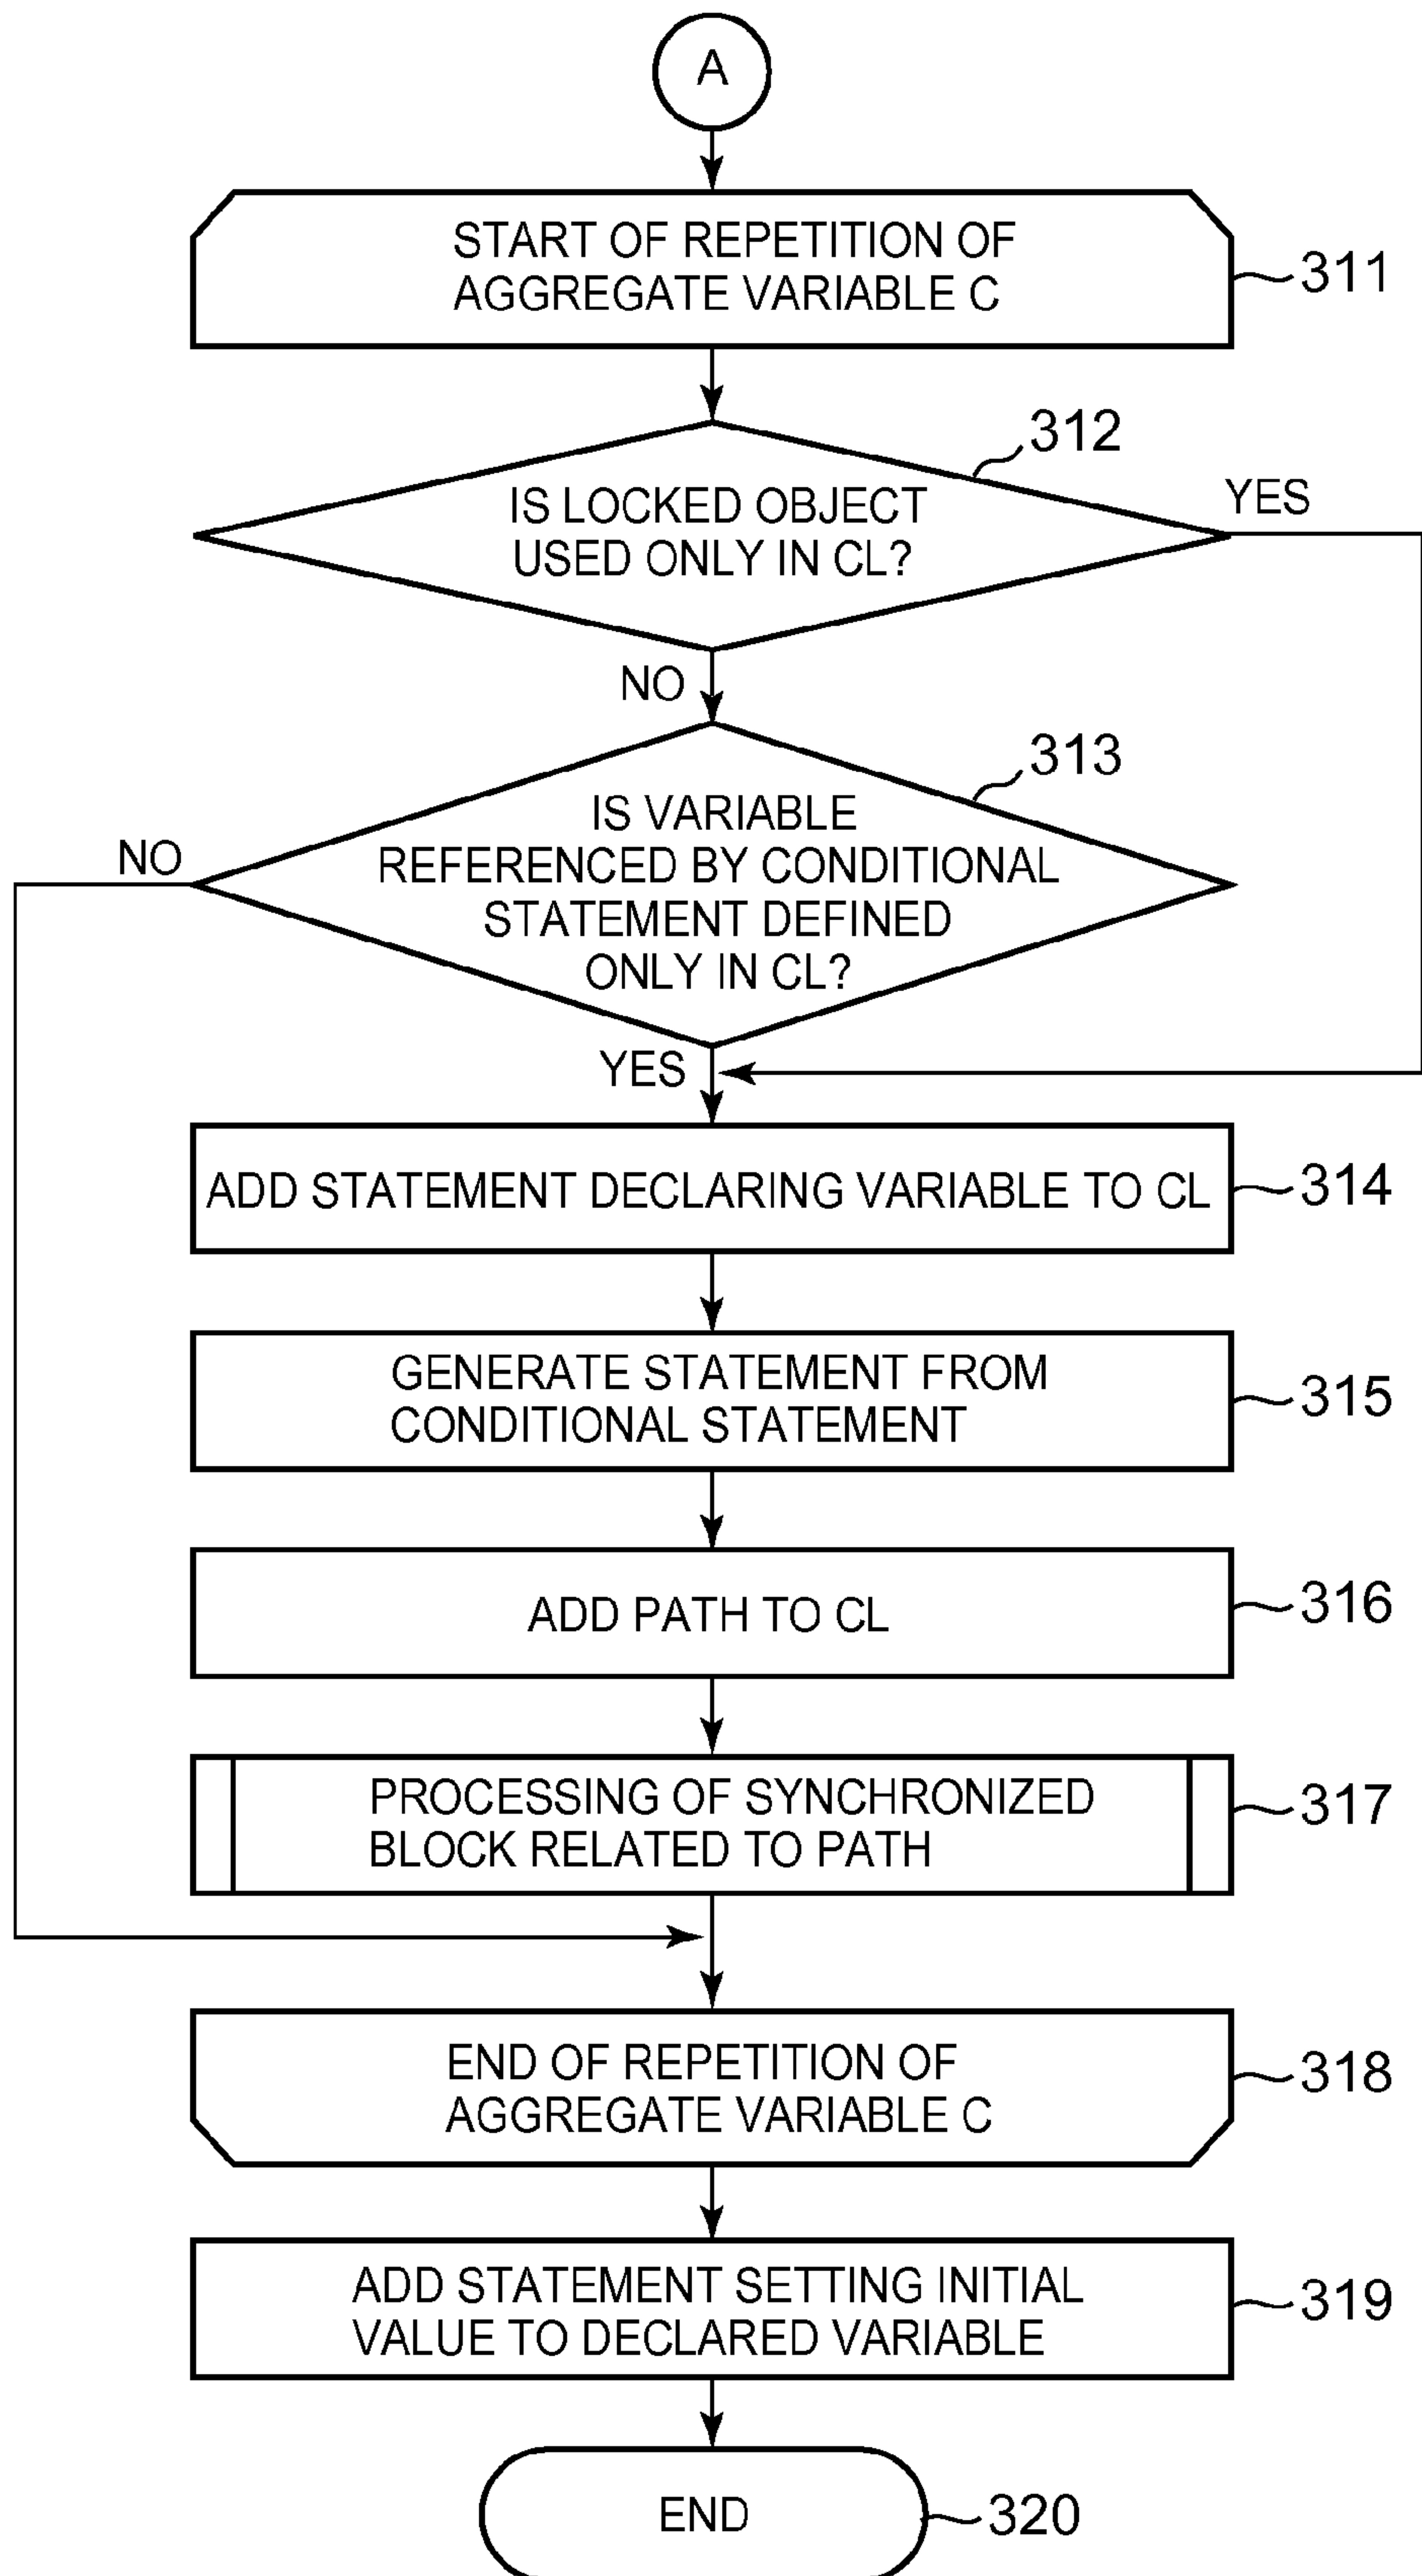 A
START OF REPETITION OF
AGGREGATE VARIABLE C
311
312
IS LOCKED OBJECT
USED ONLY IN CL?
YES
NO
313
IS VARIABLE
REFERENCED BY CONDITIONAL
STATEMENT DEFINED
ONLY IN CL?
NO
YES
ADD STATEMENT DECLARING VARIABLE TO CL
314
GENERATE STATEMENT FROM
CONDITIONAL STATEMENT
315
ADD PATH TO CL
316
PROCESSING OF SYNCHRONIZED
BLOCK RELATED TO PATH
317
END OF REPETITION OF
AGGREGATE VARIABLE C
318
ADD STATEMENT SETTING INITIAL
VALUE TO DECLARED VARIABLE
319
END
320